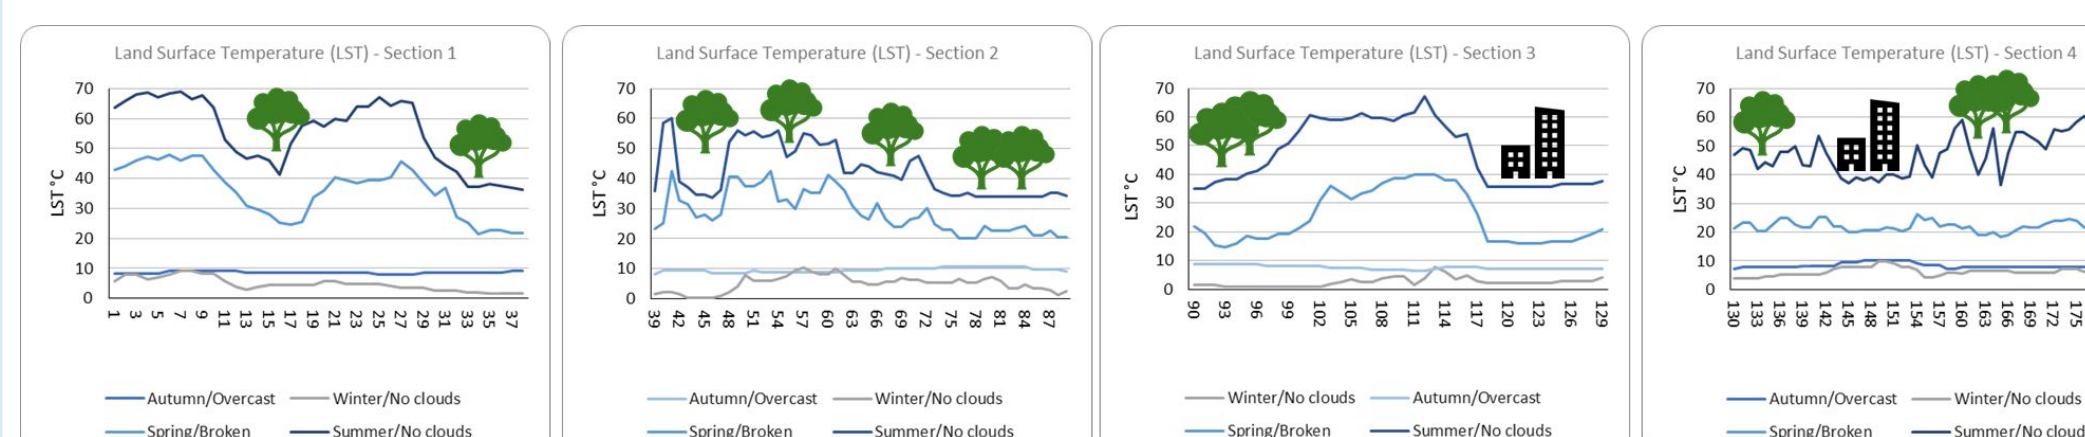 Land Surface Temperature (LST) - Section 1
70
60
50
40
30
20
10
0
LST °C
1 3 5 7 9 11 13 15 17 19 21 23 25 27 29 31 33 35 37
Autumn/Overcast Winter/No clouds
Spring/Broken Summer/No clouds
Land Surface Temperature (LST) - Section 2
70
60
50
40
30
20
10
0
LST °C
39 42 45 48 51 54 57 60 63 66 69 72 75 78 81 84 87
Autumn/Overcast Winter/No clouds
Spring/Broken Summer/No clouds
Land Surface Temperature (LST) - Section 3
70
60
50
40
30
20
10
0
LST °C
90 93 96 99 102 105 108 111 114 117 120 123 126 129
Winter/No clouds Autumn/Overcast
Spring/Broken Summer/No clouds
Land Surface Temperature (LST) - Section 4
70
60
50
40
30
20
10
0
LST °C
130 133 136 139 142 145 148 151 154 157 160 163 166 169 172 175
Autumn/Overcast Winter/No clouds
Spring/Broken Summer/No cloud